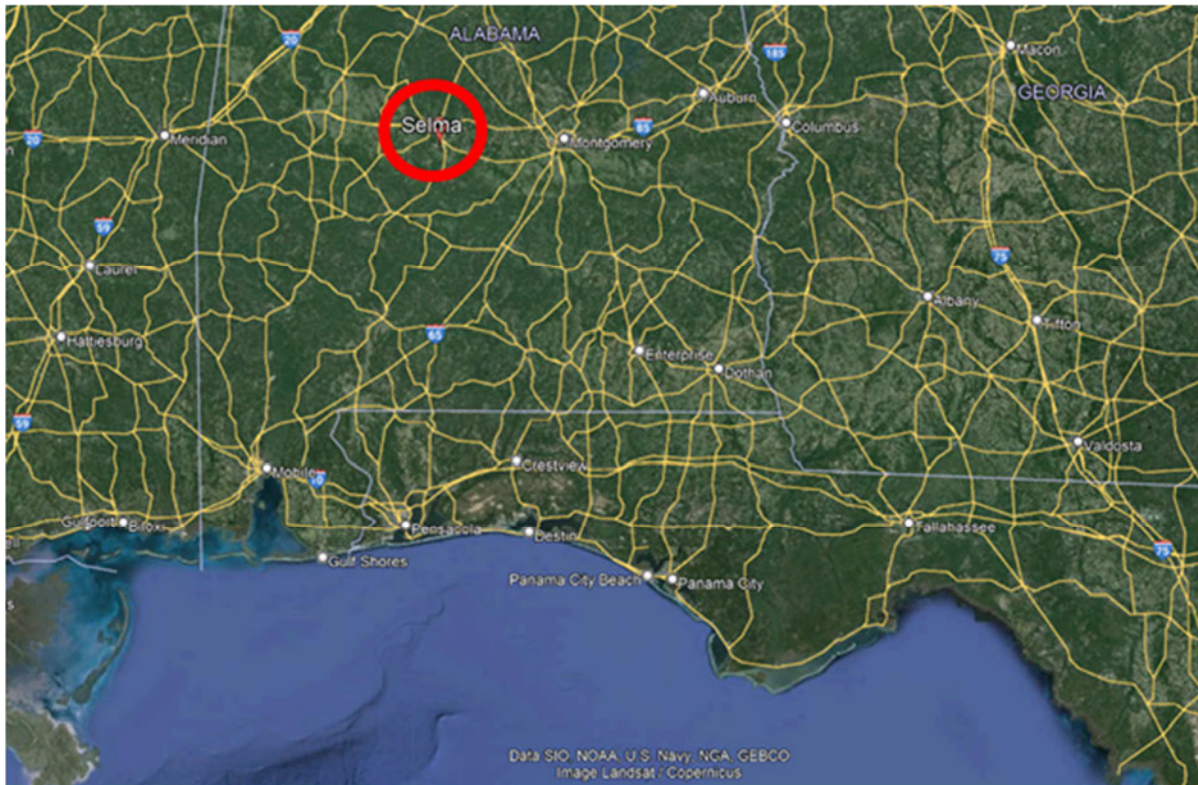 ALABAMA
20
185
Macon
GEORGIA
Auburn
Selma
20
Meridian
Montgomery
85
Columbus
59
Laurel
75
Albany
Tifton
65
Hattiesburg
Enterprise
Dothan
59
Valdosta
Crestview
Mobile
10
Gulfport
Biloxi
Pensacola
Destin
Tallahassee
75
Gulf Shores
Panama City Beach
Panama City
Data SIO, NOAA, U.S. Navy, NGA, GEBCO
Image Landsat / Copernicus